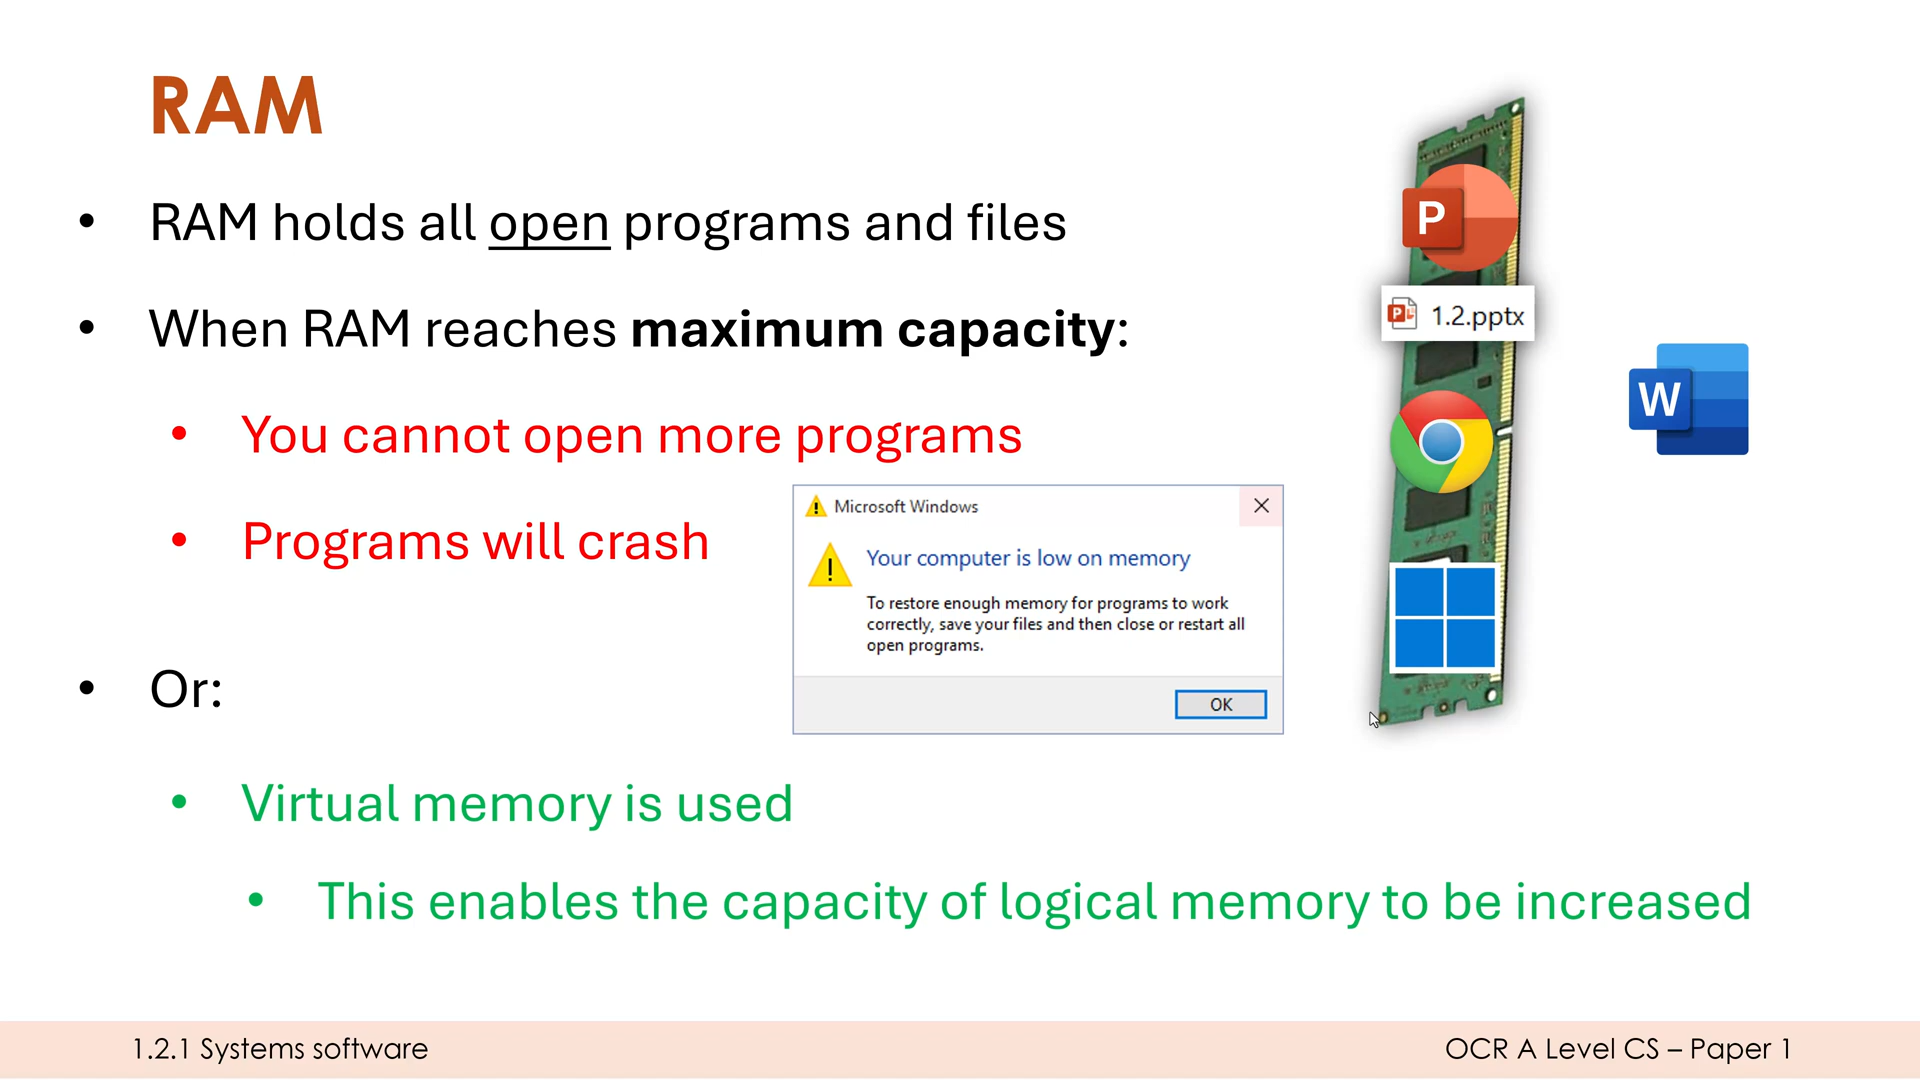 RAM
RAM holds all open programs and files
When RAM reaches maximum capacity:
You cannot open more programs
Programs will crash
Or:
Virtual memory is used
This enables the capacity of logical memory to be increased
Microsoft Windows
Your computer is low on memory
To restore enough memory for programs to work
correctly, save your files and then close or restart all
open programs.
OK
P
1.2.pptx
W
1.2.1 Systems software
OCR A Level CS – Paper 1